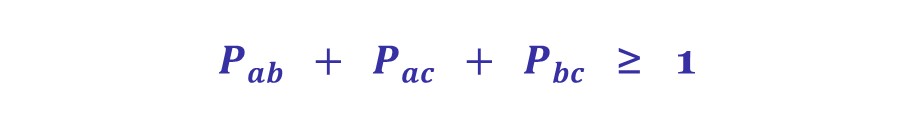 P_ab + P_ac + P_bc ≥ 1